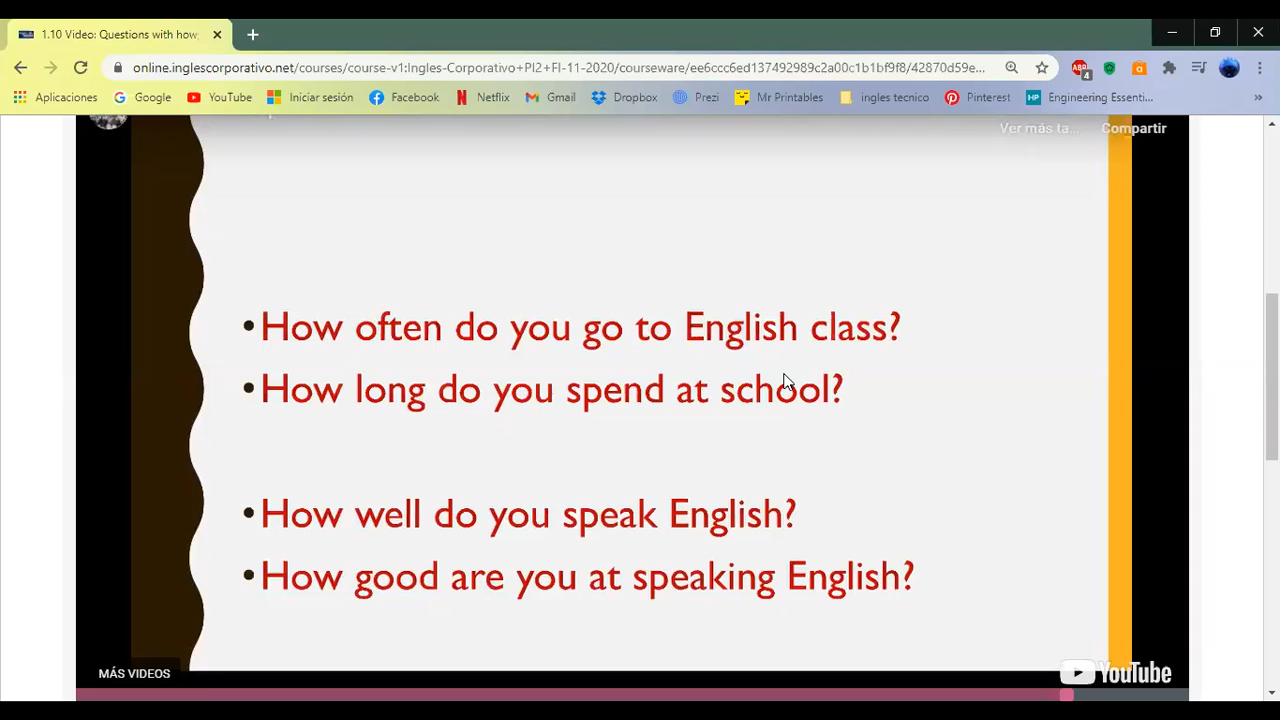 1.10 Video: Questions with how
online.inglescorporativo.net/courses/course-v1:Ingles-Corporativo+PI2+FI-11-2020/courseware/ee6ccc6ed137492989c2a00c1b1bf9f8/42870d59e...
4
Aplicaciones Google YouTube Iniciar sesión Facebook Netflix Gmail Dropbox Prezi Mr Printables ingles tecnico Pinterest HP Engineering Essenti... »
Ver más ta... Compartir
•How often do you go to English class?
•How long do you spend at school?
•How well do you speak English?
•How good are you at speaking English?
MÁS VIDEOS YouTube